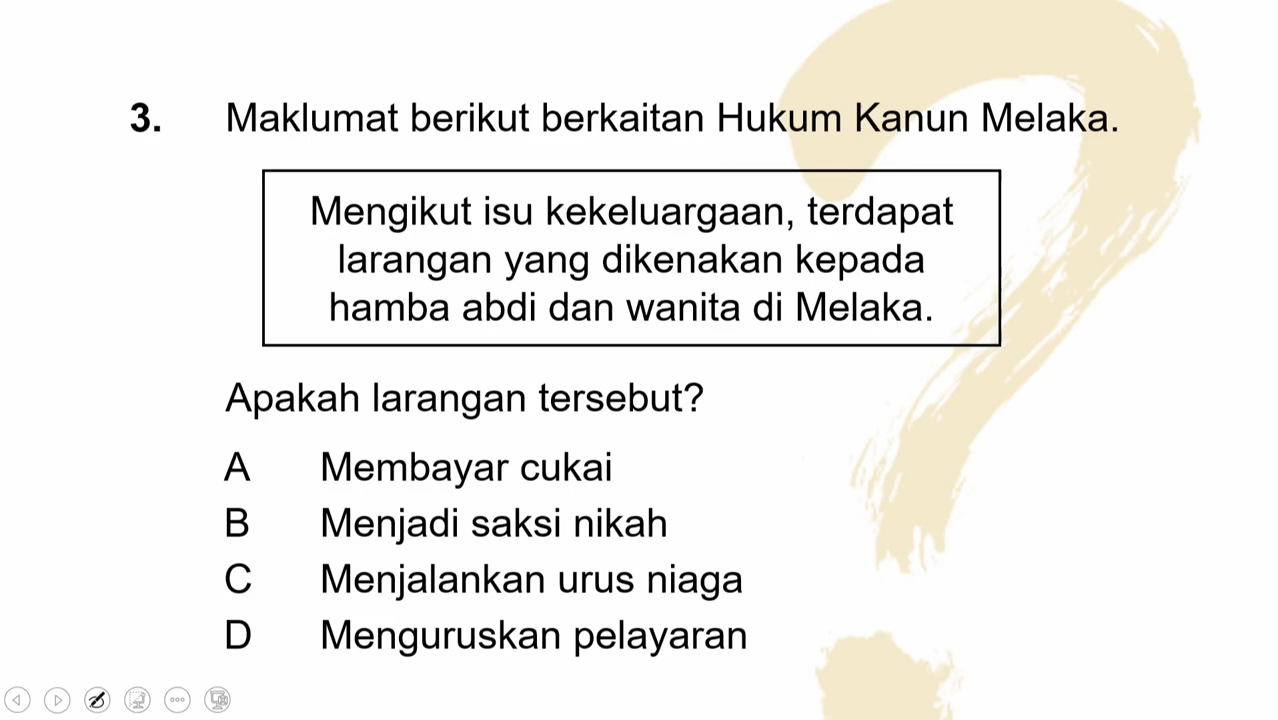 3. Maklumat berikut berkaitan Hukum Kanun Melaka.
Mengikut isu kekeluargaan, terdapat
larangan yang dikenakan kepada
hamba abdi dan wanita di Melaka.
Apakah larangan tersebut?
A Membayar cukai
B Menjadi saksi nikah
C Menjalankan urus niaga
D Menguruskan pelayaran